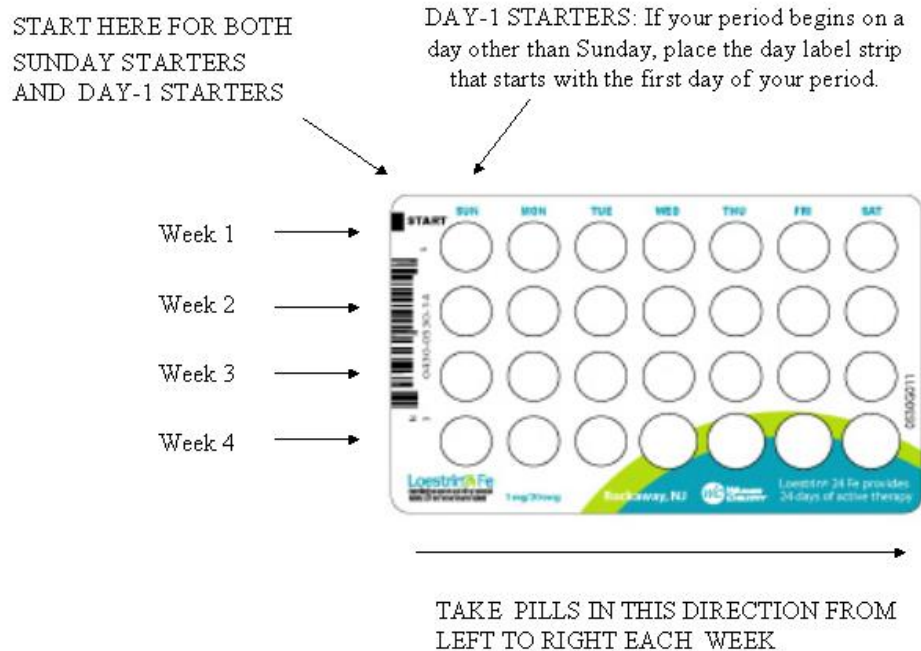 START HERE FOR BOTH
SUNDAY STARTERS
AND DAY-1 STARTERS
DAY-1 STARTERS: If your period begins on a
day other than Sunday, place the day label strip
that starts with the first day of your period.
START
SUN MON TUE WED THU FRI SAT
Week 1
Week 2
Week 3
Week 4
0430-0530-14
Loestrin Fe
1 mg/20 mcg
Rockaway, NJ
Loestrin® 24 Fe provides
24 days of active therapy
TAKE PILLS IN THIS DIRECTION FROM
LEFT TO RIGHT EACH WEEK